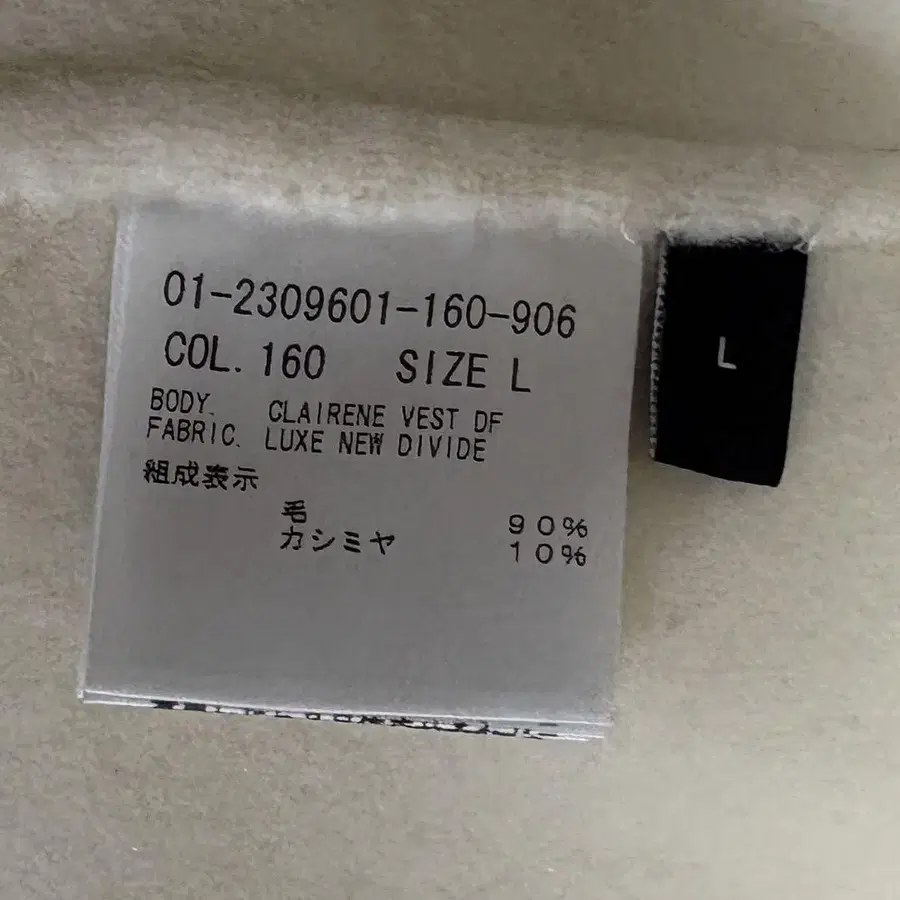 01-2309601-160-906
COL. 160 SIZE L
BODY. CLAIRENE VEST DF
FABRIC. LUXE NEW DIVIDE
組成表示
毛 90%
カシミヤ 10%
L